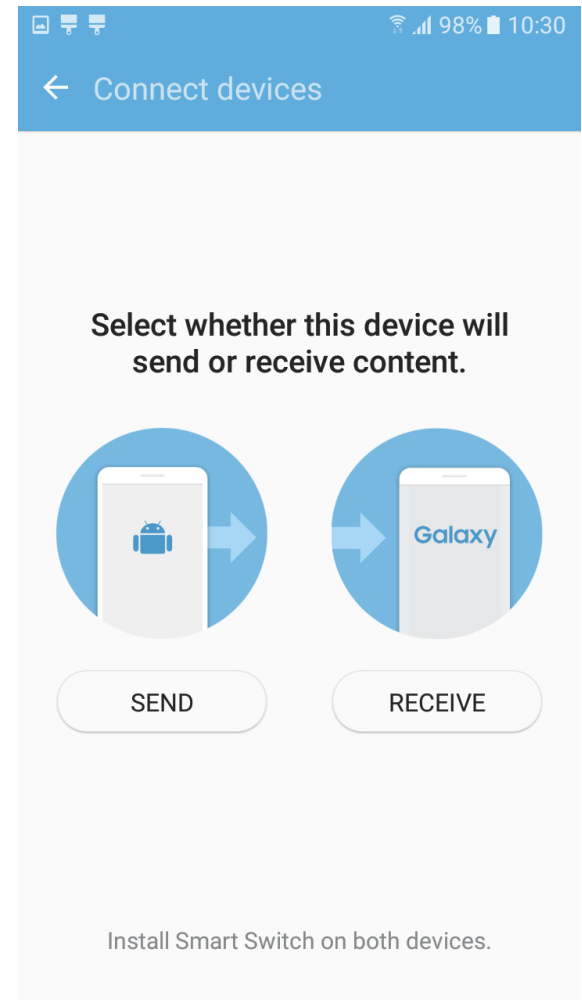 98% 10:30
Connect devices
Select whether this device will
send or receive content.
Galaxy
SEND
RECEIVE
Install Smart Switch on both devices.